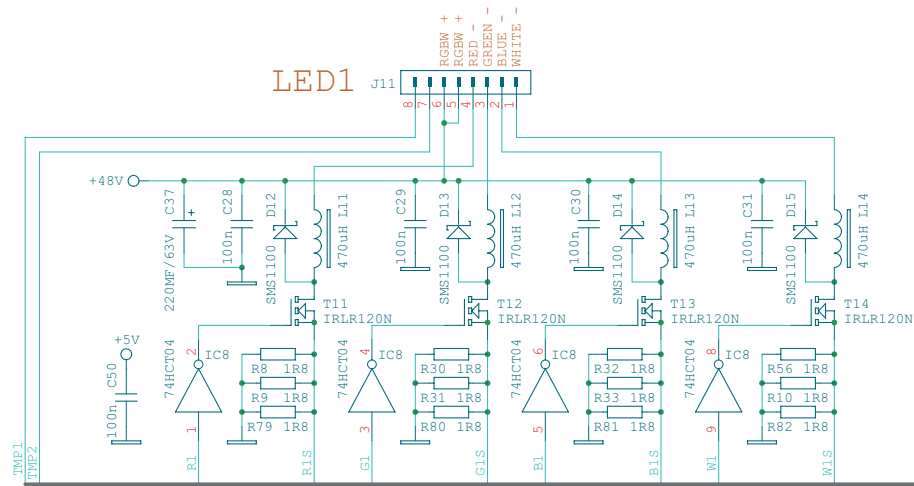 RGBW +
RGBW +
RED -
GREEN -
BLUE -
WHITE -
LED1
J11
8
7
6
5
4
3
2
1
+48V
C37
220MF/63V
C28
100n
D12
SMS1100
L11
470uH
C29
100n
D13
SMS1100
L12
470uH
C30
100n
D14
SMS1100
L13
470uH
C31
100n
D15
SMS1100
L14
470uH
T11
IRLR120N
T12
IRLR120N
T13
IRLR120N
T14
IRLR120N
+5V
C50
100n
2
IC8
74HCT04
1
R8 1R8
R9 1R8
R79 1R8
4
IC8
74HCT04
3
R30 1R8
R31 1R8
R80 1R8
6
IC8
74HCT04
5
R32 1R8
R33 1R8
R81 1R8
8
IC8
74HCT04
9
R56 1R8
R10 1R8
R82 1R8
TMP1
TMP2
R1
R1S
G1
G1S
B1
B1S
W1
W1S